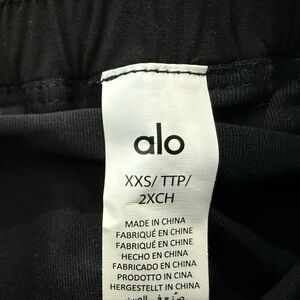 alo
XXS/ TTP/
2XCH
MADE IN CHINA
FABRIQUÉ EN CHINE
FABRIQUÉ EN CHINE
HECHO EN CHINA
FABRICADO EN CHINA
PRODOTTO IN CINA
HERGESTELLT IN CHINA